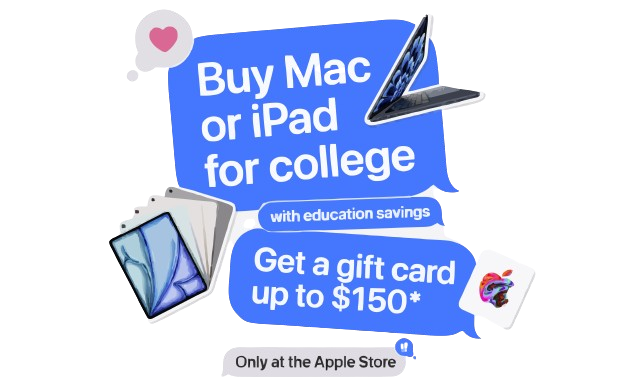 Buy Mac
or iPad
for college
with education savings
Get a gift card
up to $150*
Only at the Apple Store